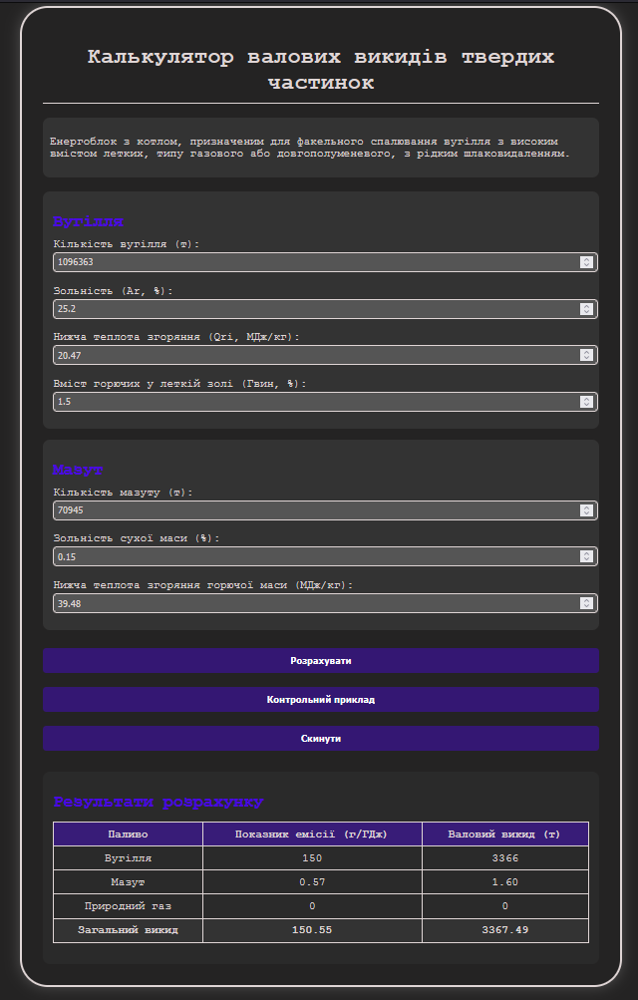 Калькулятор валових викидів твердих
частинок
Енергоблок з котлом, призначеним для факельного спалювання вугілля з високим
вмістом летких, типу газового або довгополуменевого, з рідким шлаковидаленням.
Вугілля
Кількість вугілля (т):
1096363
Зольність (Ar, %):
25.2
Нижча теплота згоряння (Qri, МДж/кг):
20.47
Вміст горючих у леткій золі (Гвин, %):
1.5
Мазут
Кількість мазуту (т):
70945
Зольність сухої маси (%):
0.15
Нижча теплота згоряння горючої маси (МДж/кг):
39.48
Розрахувати
Контрольний приклад
Скинути
Результати розрахунку
Паливо Показник емісії (г/ГДж) Валовий викид (т)
Вугілля 150 3366
Мазут 0.57 1.60
Природний газ 0 0
Загальний викид 150.55 3367.49